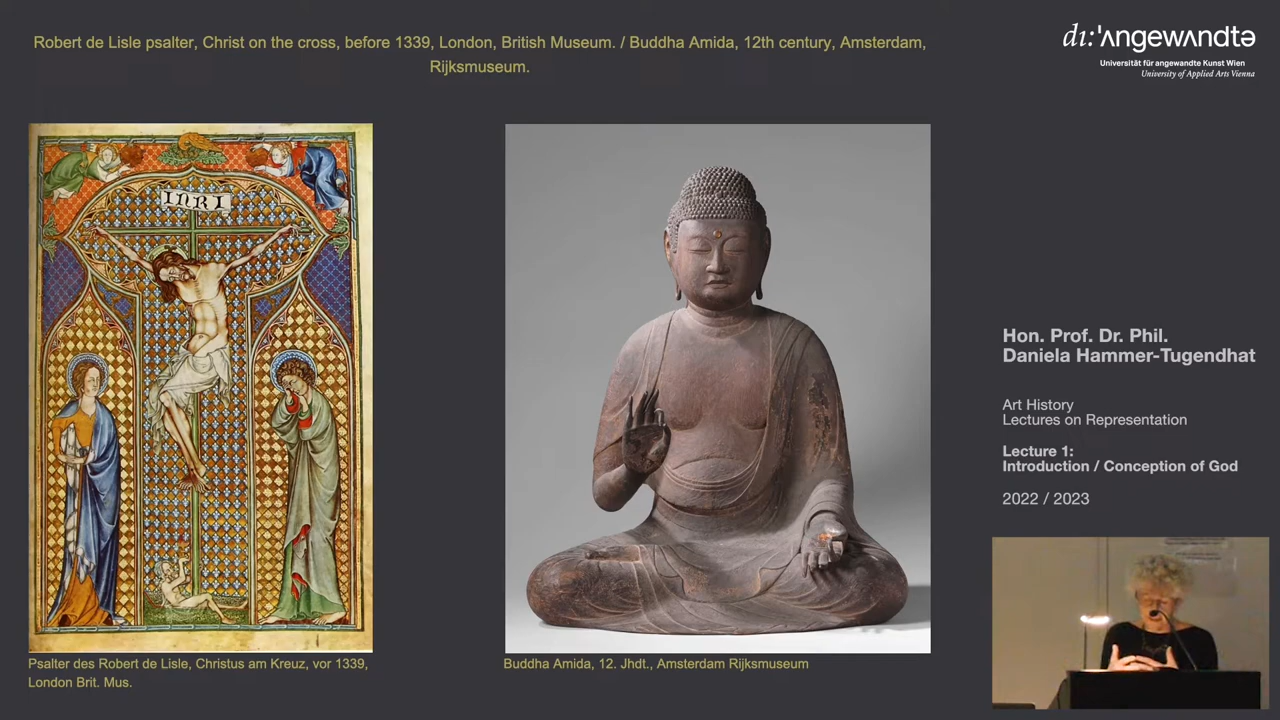 Robert de Lisle psalter, Christ on the cross, before 1339, London, British Museum. / Buddha Amida, 12th century, Amsterdam,
Rijksmuseum.
dı:'ʌngewʌndtə
Universität für angewandte Kunst Wien
University of Applied Arts Vienna
INRI
Psalter des Robert de Lisle, Christus am Kreuz, vor 1339,
London Brit. Mus.
Buddha Amida, 12. Jhdt., Amsterdam Rijksmuseum
Hon. Prof. Dr. Phil.
Daniela Hammer-Tugendhat
Art History
Lectures on Representation
Lecture 1:
Introduction / Conception of God
2022 / 2023